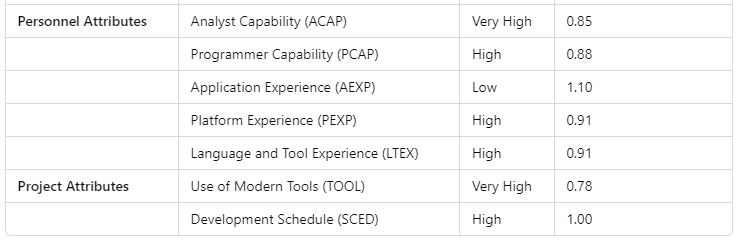 Personnel Attributes Analyst Capability (ACAP) Very High 0.85
Programmer Capability (PCAP) High 0.88
Application Experience (AEXP) Low 1.10
Platform Experience (PEXP) High 0.91
Language and Tool Experience (LTEX) High 0.91
Project Attributes Use of Modern Tools (TOOL) Very High 0.78
Development Schedule (SCED) High 1.00